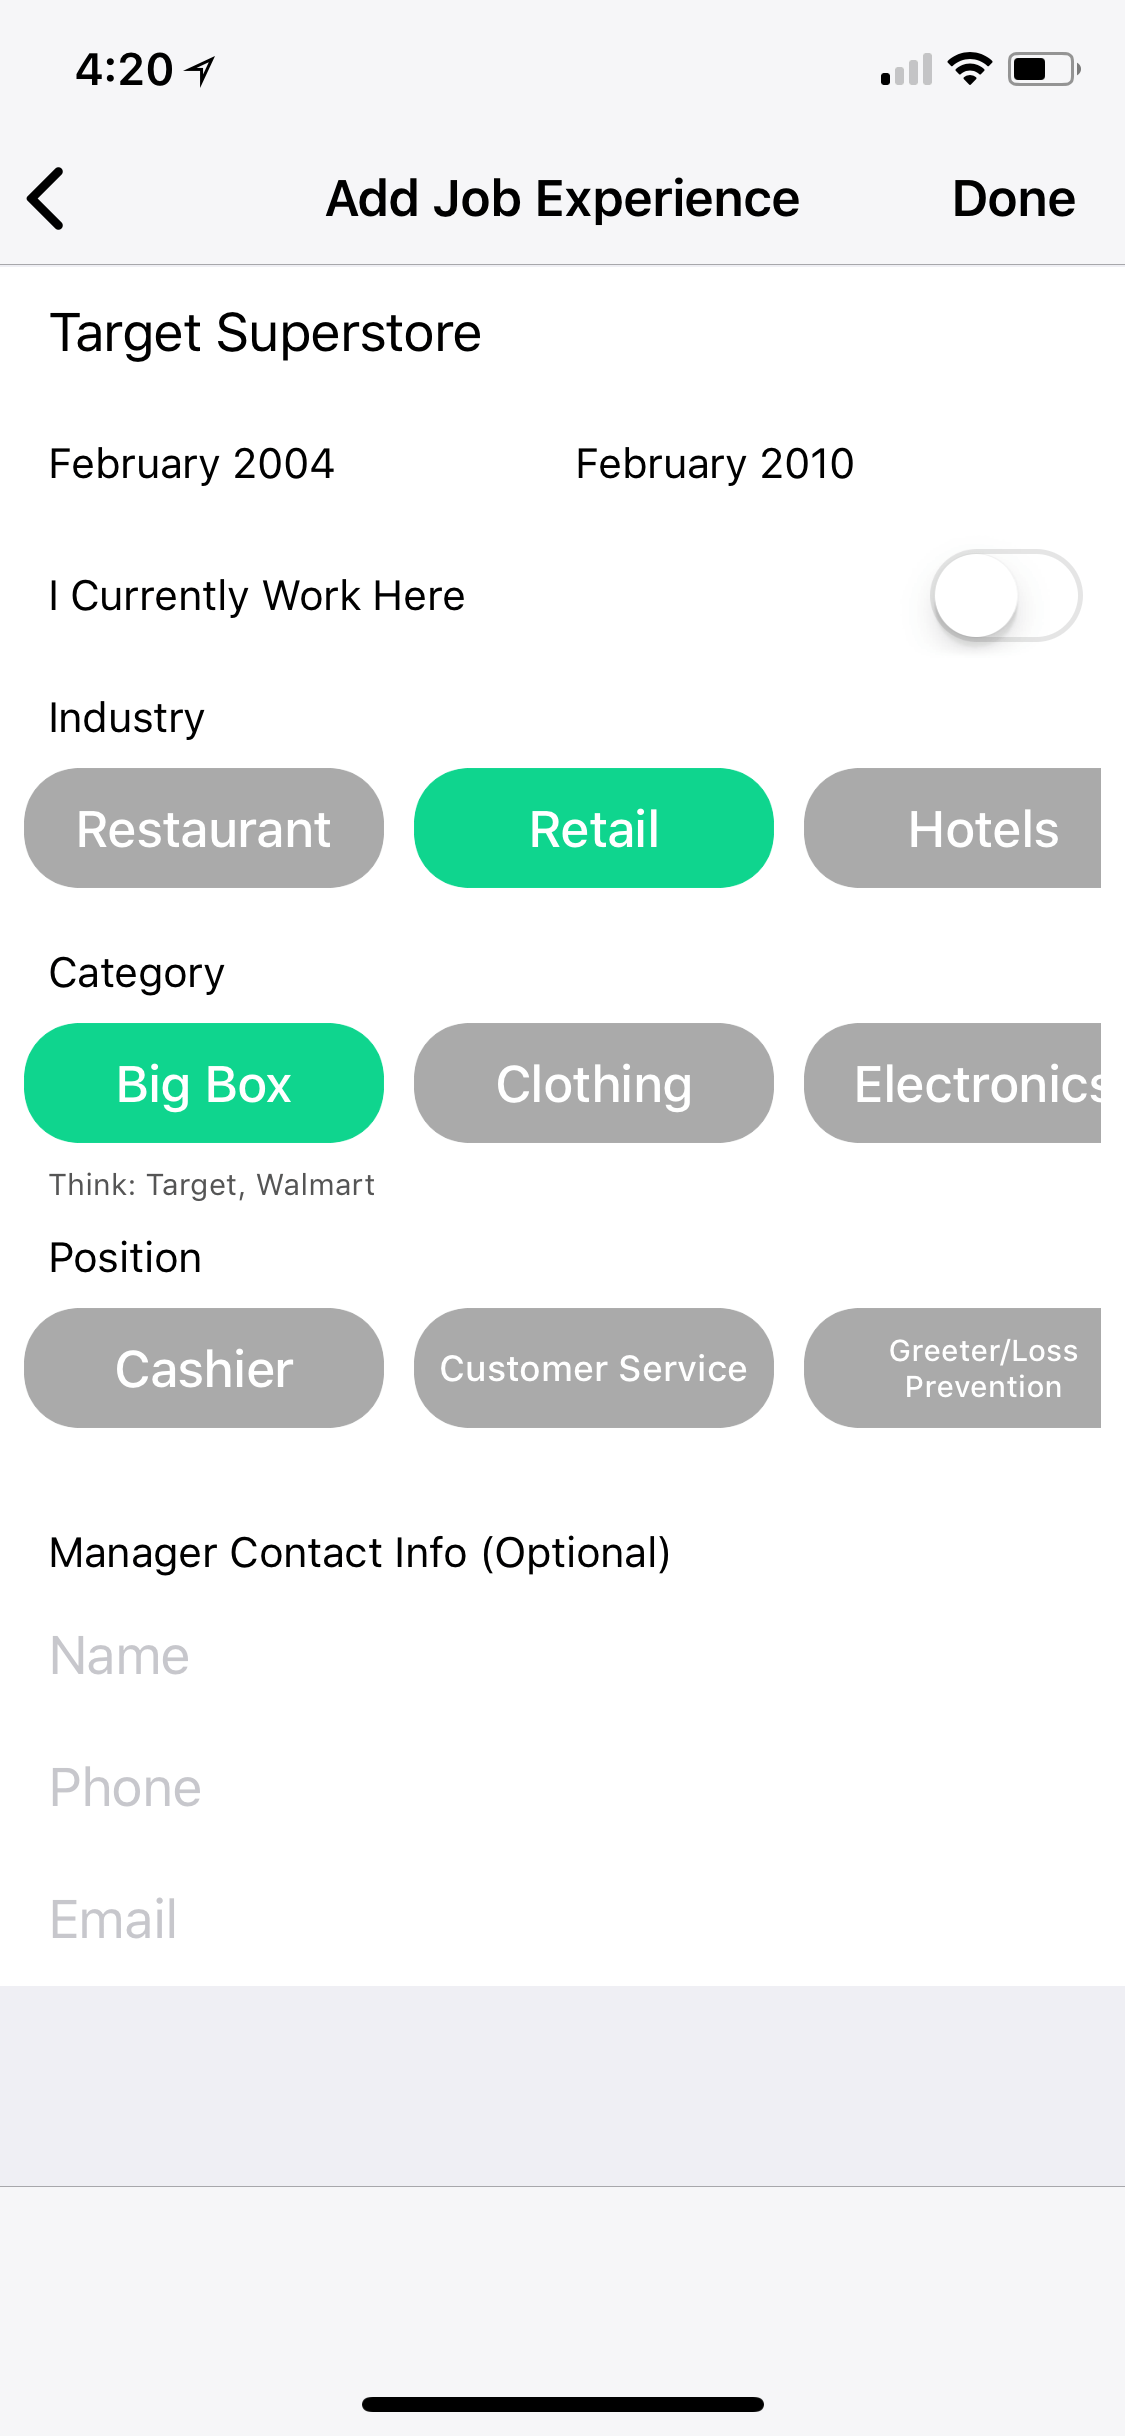 4:20
Add Job Experience
Done
Target Superstore
February 2004
February 2010
I Currently Work Here
Industry
Restaurant
Retail
Hotels
Category
Big Box
Clothing
Electronics
Think: Target, Walmart
Position
Cashier
Customer Service
Greeter/Loss
Prevention
Manager Contact Info (Optional)
Name
Phone
Email